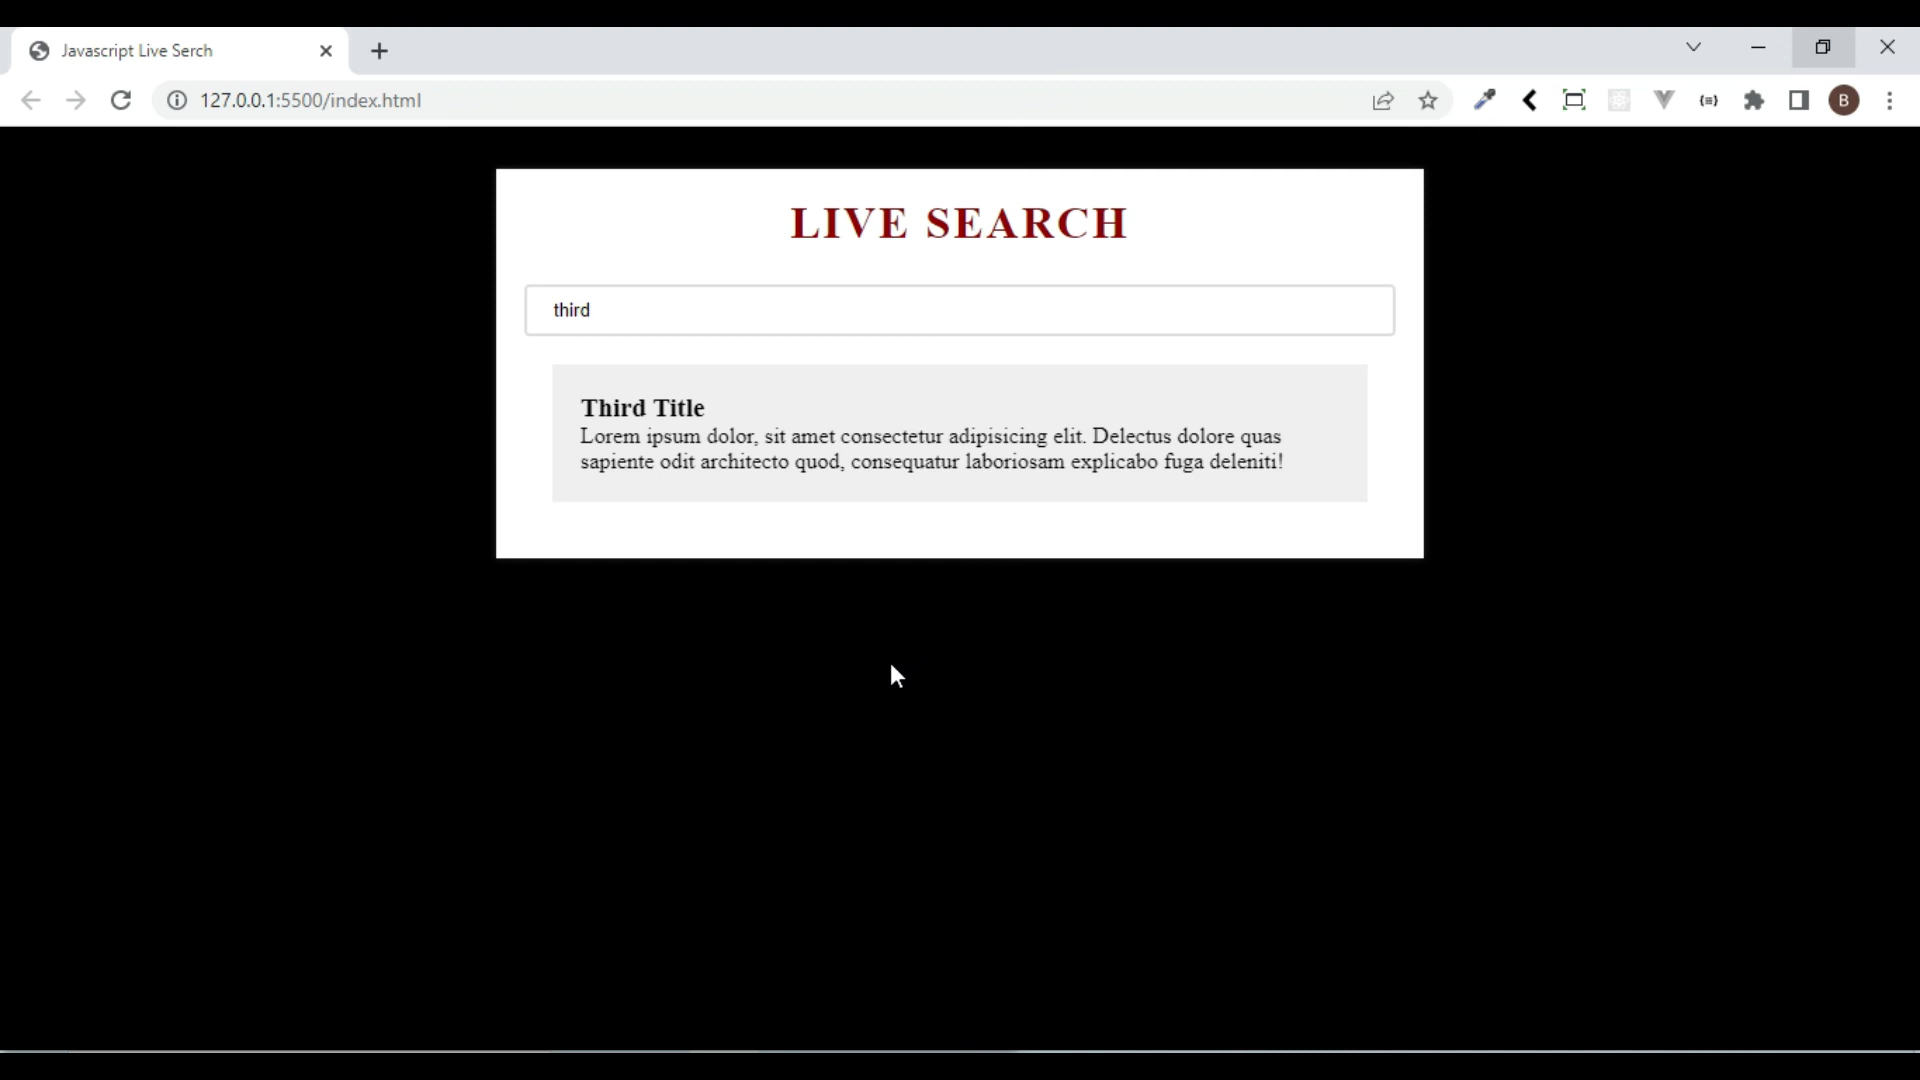 Javascript Live Serch
127.0.0.1:5500/index.html
B
LIVE SEARCH
third
Third Title
Lorem ipsum dolor, sit amet consectetur adipisicing elit. Delectus dolore quas
sapiente odit architecto quod, consequatur laboriosam explicabo fuga deleniti!